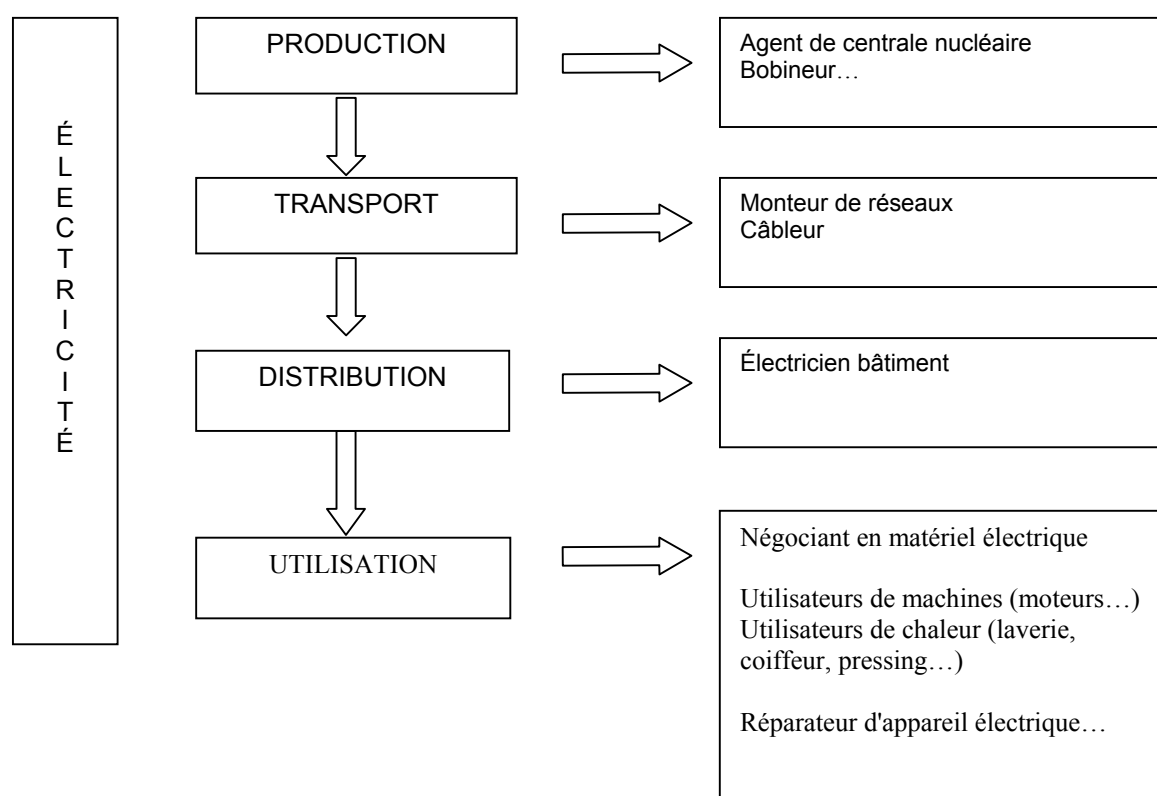 ÉLECTRICITÉ
PRODUCTION
Agent de centrale nucléaire
Bobineur…
TRANSPORT
Monteur de réseaux
Câbleur
DISTRIBUTION
Électricien bâtiment
UTILISATION
Négociant en matériel électrique
Utilisateurs de machines (moteurs…)
Utilisateurs de chaleur (laverie,
coiffeur, pressing…)
Réparateur d'appareil électrique…